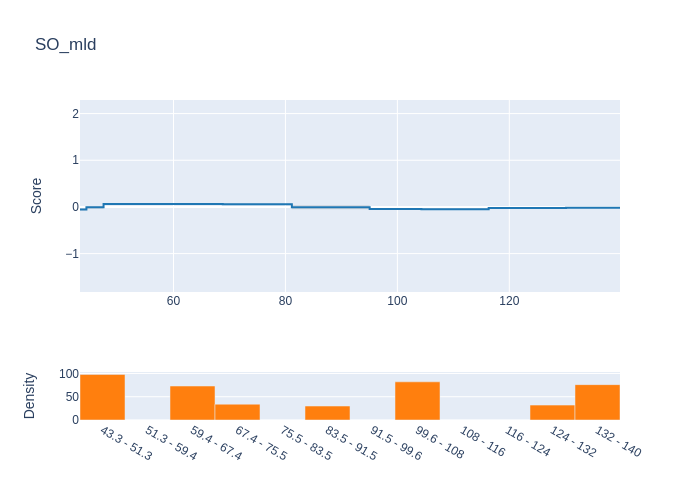 SO_mld
2
1
0
−1
Score
60 80 100 120
100
50
0
Density
43.3 - 51.3
51.3 - 59.4
59.4 - 67.4
67.4 - 75.5
75.5 - 83.5
83.5 - 91.5
91.5 - 99.6
99.6 - 108
108 - 116
116 - 124
124 - 132
132 - 140